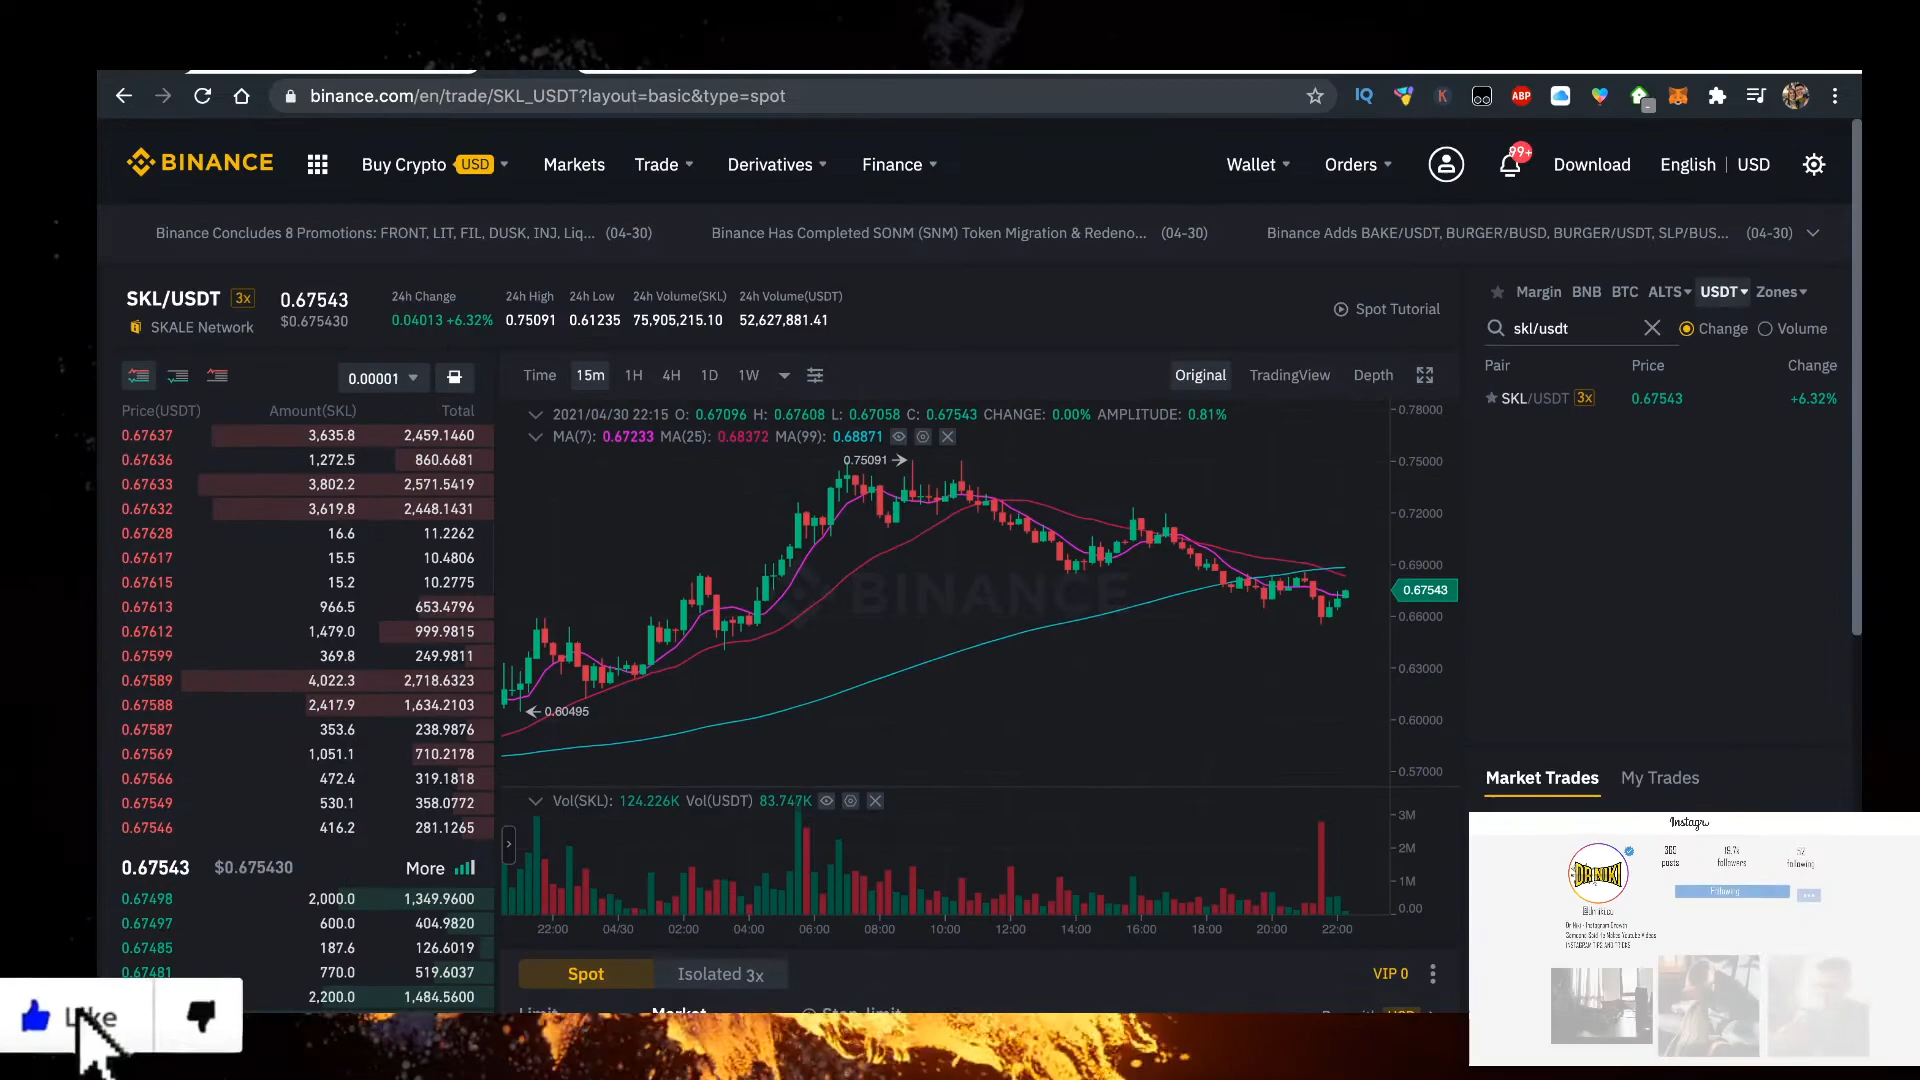 binance.com/en/trade/SKL_USDT?layout=basic&type=spot
IQ K ABP
BINANCE Buy Crypto USD Markets Trade Derivatives Finance Wallet Orders 99+ Download English | USD
Binance Concludes 8 Promotions: FRONT, LIT, FIL, DUSK, INJ, Liq... (04-30) Binance Has Completed SONM (SNM) Token Migration & Redeno... (04-30) Binance Adds BAKE/USDT, BURGER/BUSD, BURGER/USDT, SLP/BUS... (04-30)
SKL/USDT 3x
SKALE Network
0.67543
$0.675430
24h Change 24h High 24h Low 24h Volume(SKL) 24h Volume(USDT)
0.04013 +6.32% 0.75091 0.61235 75,905,215.10 52,627,881.41
Spot Tutorial
Margin BNB BTC ALTS USDT Zones
skl/usdt Change Volume
Pair Price Change
SKL/USDT 3x 0.67543 +6.32%
0.00001
Price(USDT) Amount(SKL) Total
0.67637 3,635.8 2,459.1460
0.67636 1,272.5 860.6681
0.67633 3,802.2 2,571.5419
0.67632 3,619.8 2,448.1431
0.67628 16.6 11.2262
0.67617 15.5 10.4806
0.67615 15.2 10.2775
0.67613 966.5 653.4796
0.67612 1,479.0 999.9815
0.67599 369.8 249.9811
0.67589 4,022.3 2,718.6323
0.67588 2,417.9 1,634.2103
0.67587 353.6 238.9876
0.67569 1,051.1 710.2178
0.67566 472.4 319.1818
0.67549 530.1 358.0772
0.67546 416.2 281.1265
0.67543 $0.675430 More
0.67498 2,000.0 1,349.9600
0.67497 600.0 404.9820
0.67485 187.6 126.6019
0.67481 770.0 519.6037
2,200.0 1,484.5600
Time 15m 1H 4H 1D 1W Original TradingView Depth
2021/04/30 22:15 O: 0.67096 H: 0.67608 L: 0.67058 C: 0.67543 CHANGE: 0.00% AMPLITUDE: 0.81%
MA(7): 0.67233 MA(25): 0.68372 MA(99): 0.68871
0.75091
0.60495
BINANCE
0.78000
0.75000
0.72000
0.69000
0.67543
0.66000
0.63000
0.60000
0.57000
Vol(SKL): 124.226K Vol(USDT) 83.747K
3M
2M
1M
0.00
22:00 04/30 02:00 04:00 06:00 08:00 10:00 12:00 14:00 16:00 18:00 20:00 22:00
Spot Isolated 3x VIP 0
Limit Market Stop-limit
Market Trades My Trades
Instagr
DRNIKI
posts followers following
Following
Like